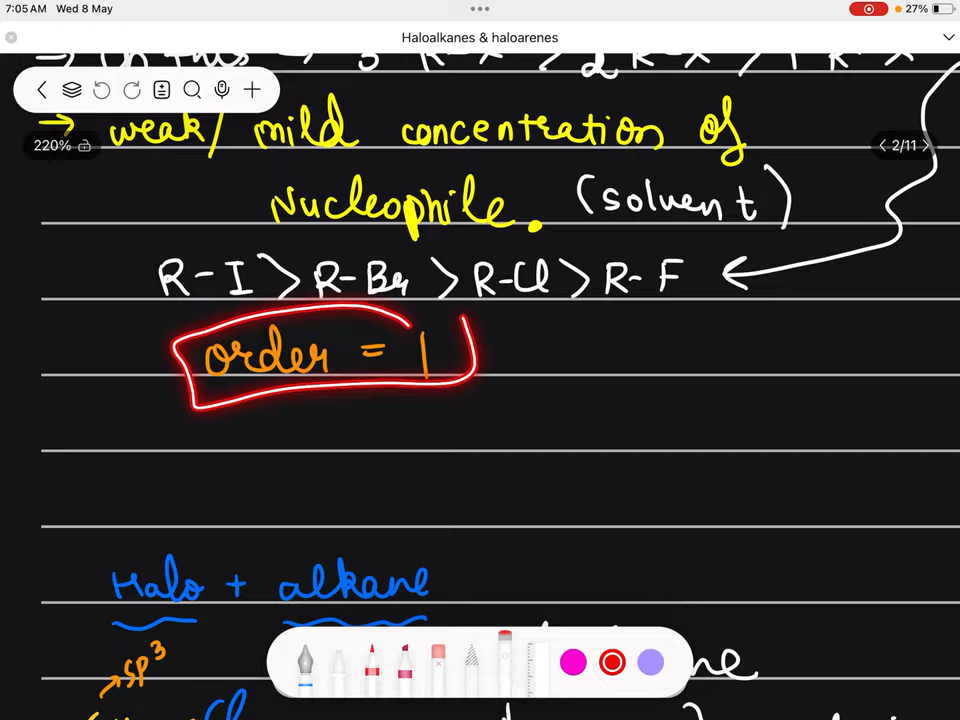 7:05 AM Wed 8 May
27%
Haloalkanes & haloarenes
→ weak/ mild concentration of
220%
2/11
Nucleophile. (solvent)
R-I > R-Br > R-Cl > R-F ←
order = 1
Halo + alkane
sp³